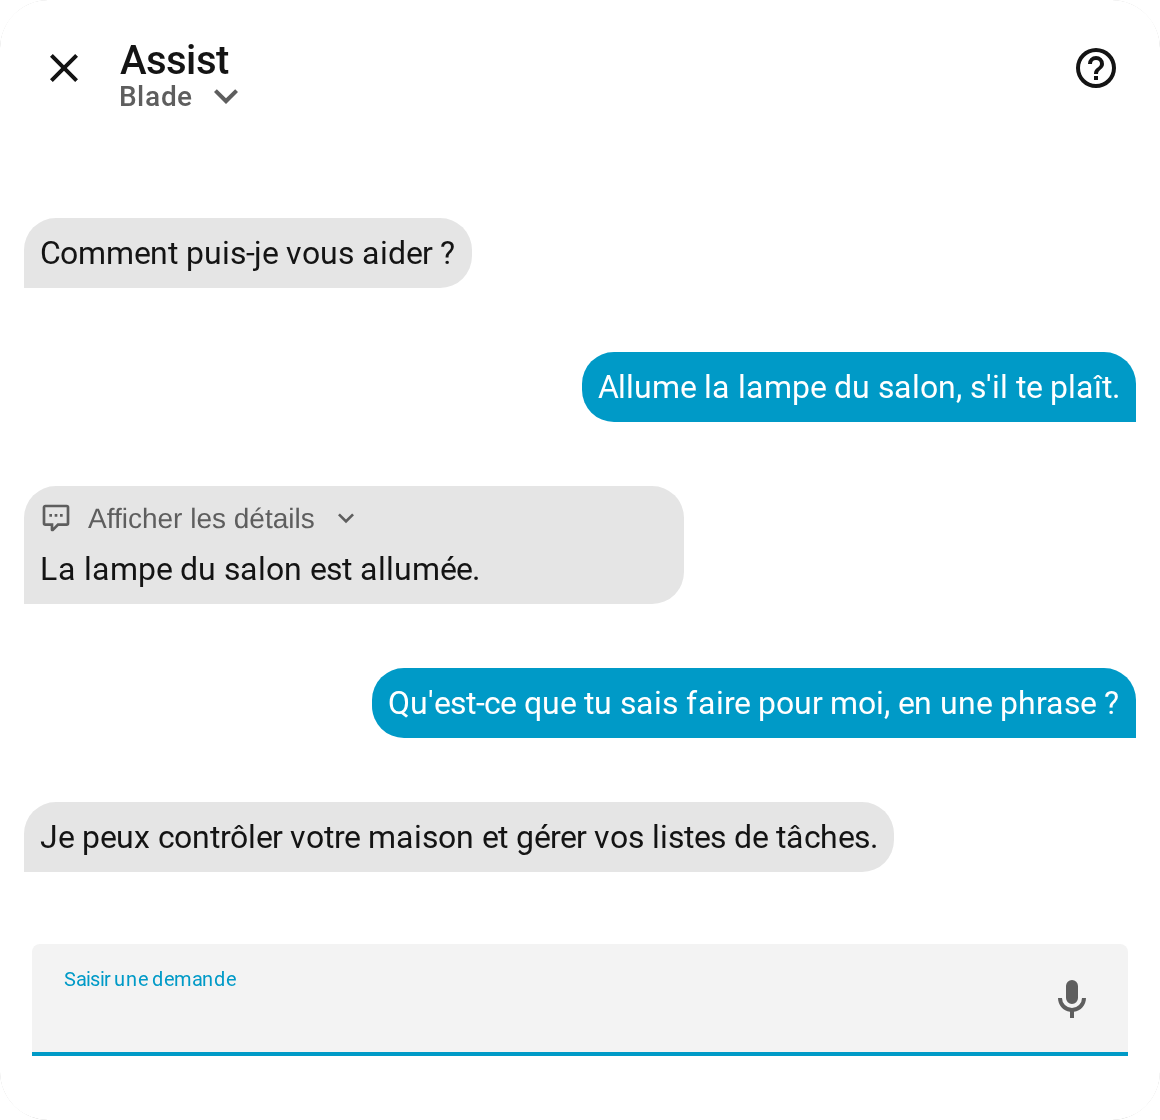 Assist
Blade
Comment puis-je vous aider ?
Allume la lampe du salon, s'il te plaît.
Afficher les détails
La lampe du salon est allumée.
Qu'est-ce que tu sais faire pour moi, en une phrase ?
Je peux contrôler votre maison et gérer vos listes de tâches.
Saisir une demande